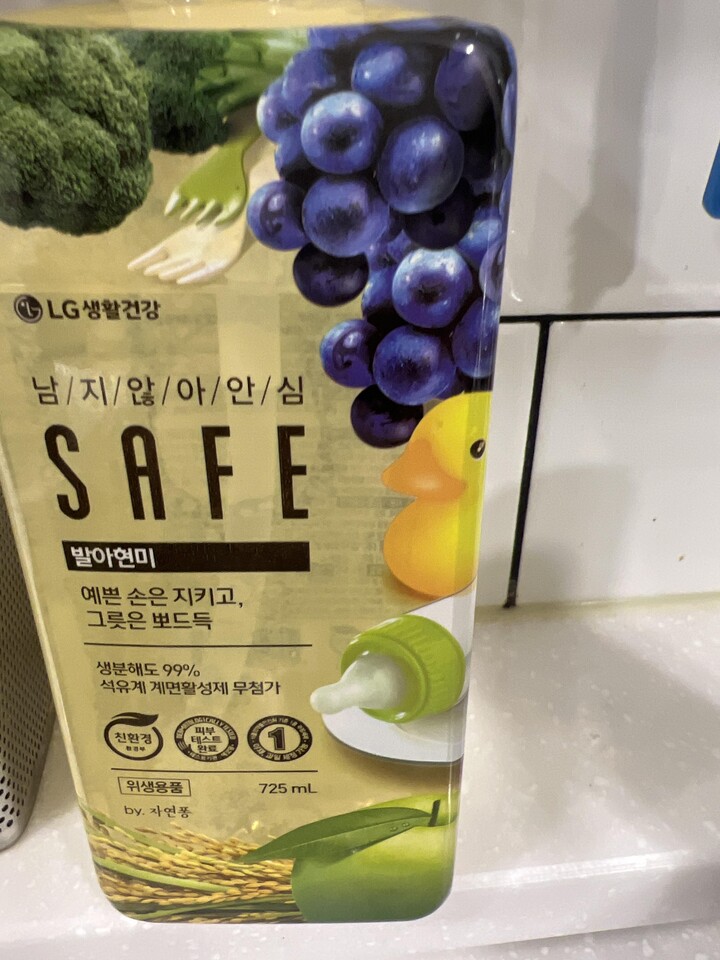 LG생활건강
남/지/않/아/안/심
SAFE
발아현미
예쁜 손은 지키고,
그릇은 뽀드득
생분해도 99%
석유계 계면활성제 무첨가
친환경
환경부
피부
테스트
완료
1
위생용품
725 mL
by. 자연퐁